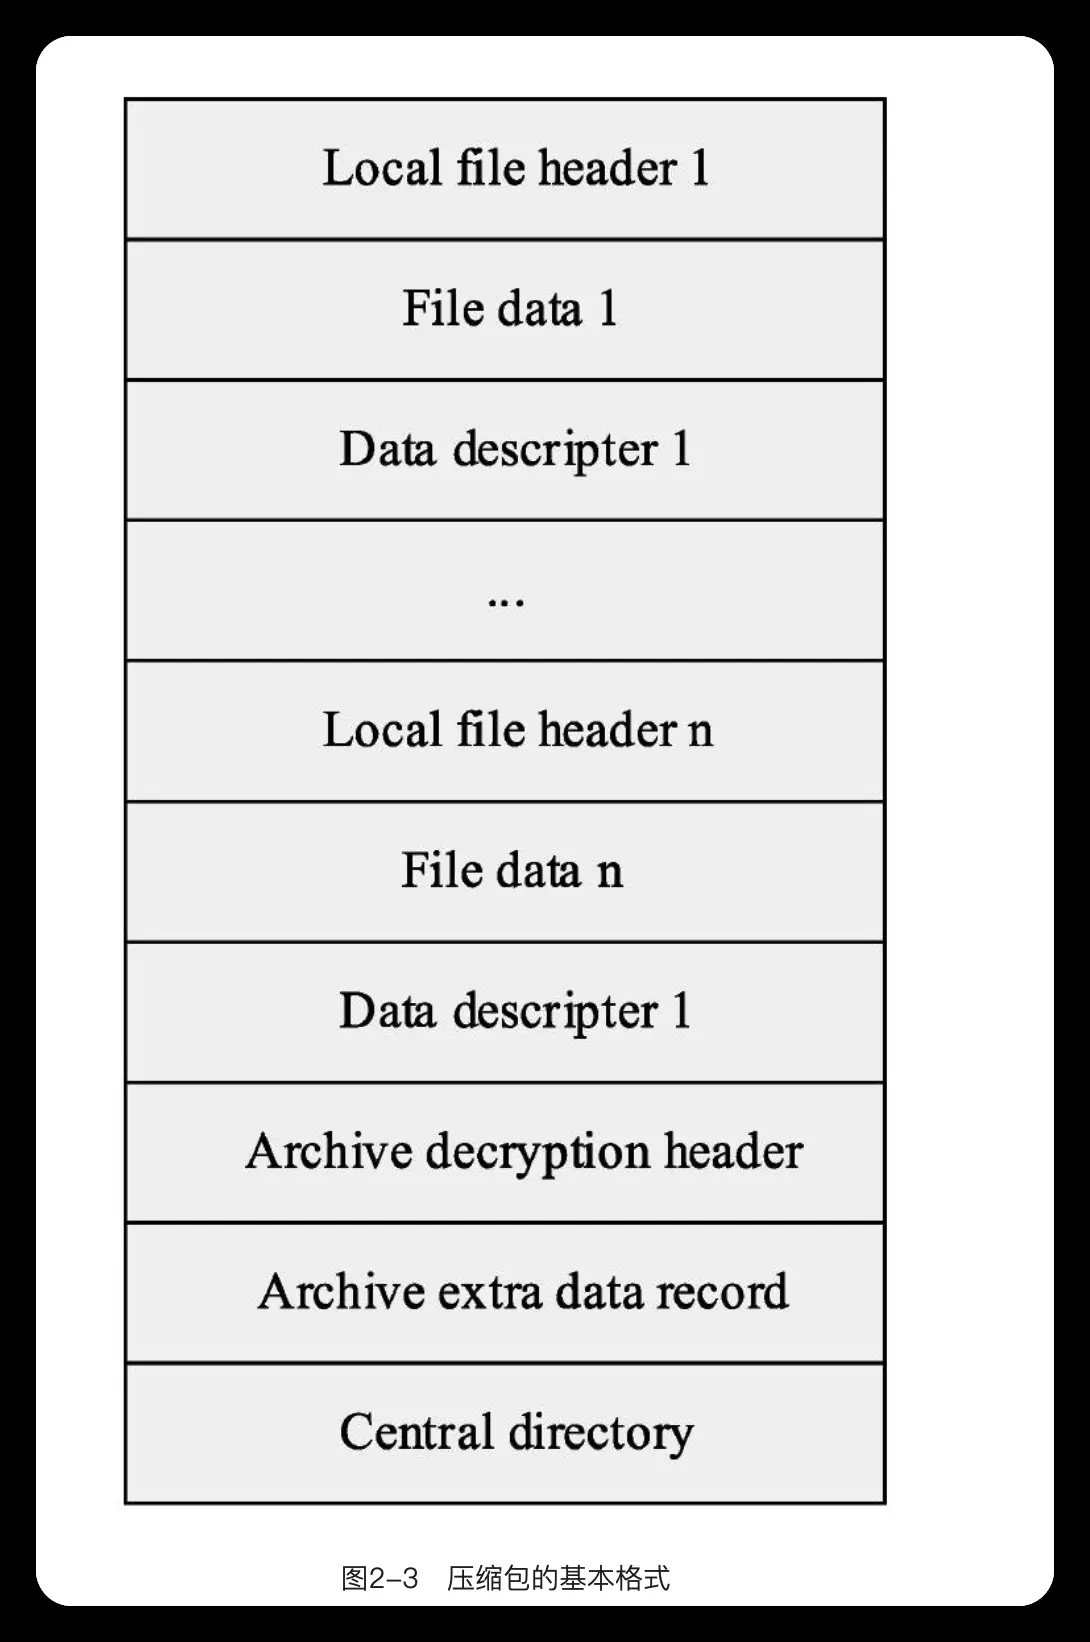 Local file header 1
File data 1
Data descripter 1
...
Local file header n
File data n
Data descripter 1
Archive decryption header
Archive extra data record
Central directory
图2-3 压缩包的基本格式